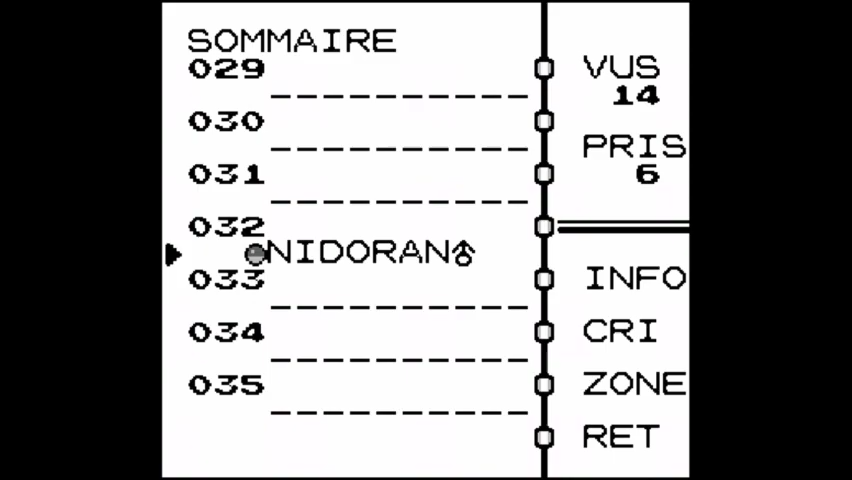 SOMMAIRE
029
----------
030
----------
031
----------
032
NIDORAN♂
033
----------
034
----------
035
----------
VUS
14
PRIS
6
INFO
CRI
ZONE
RET